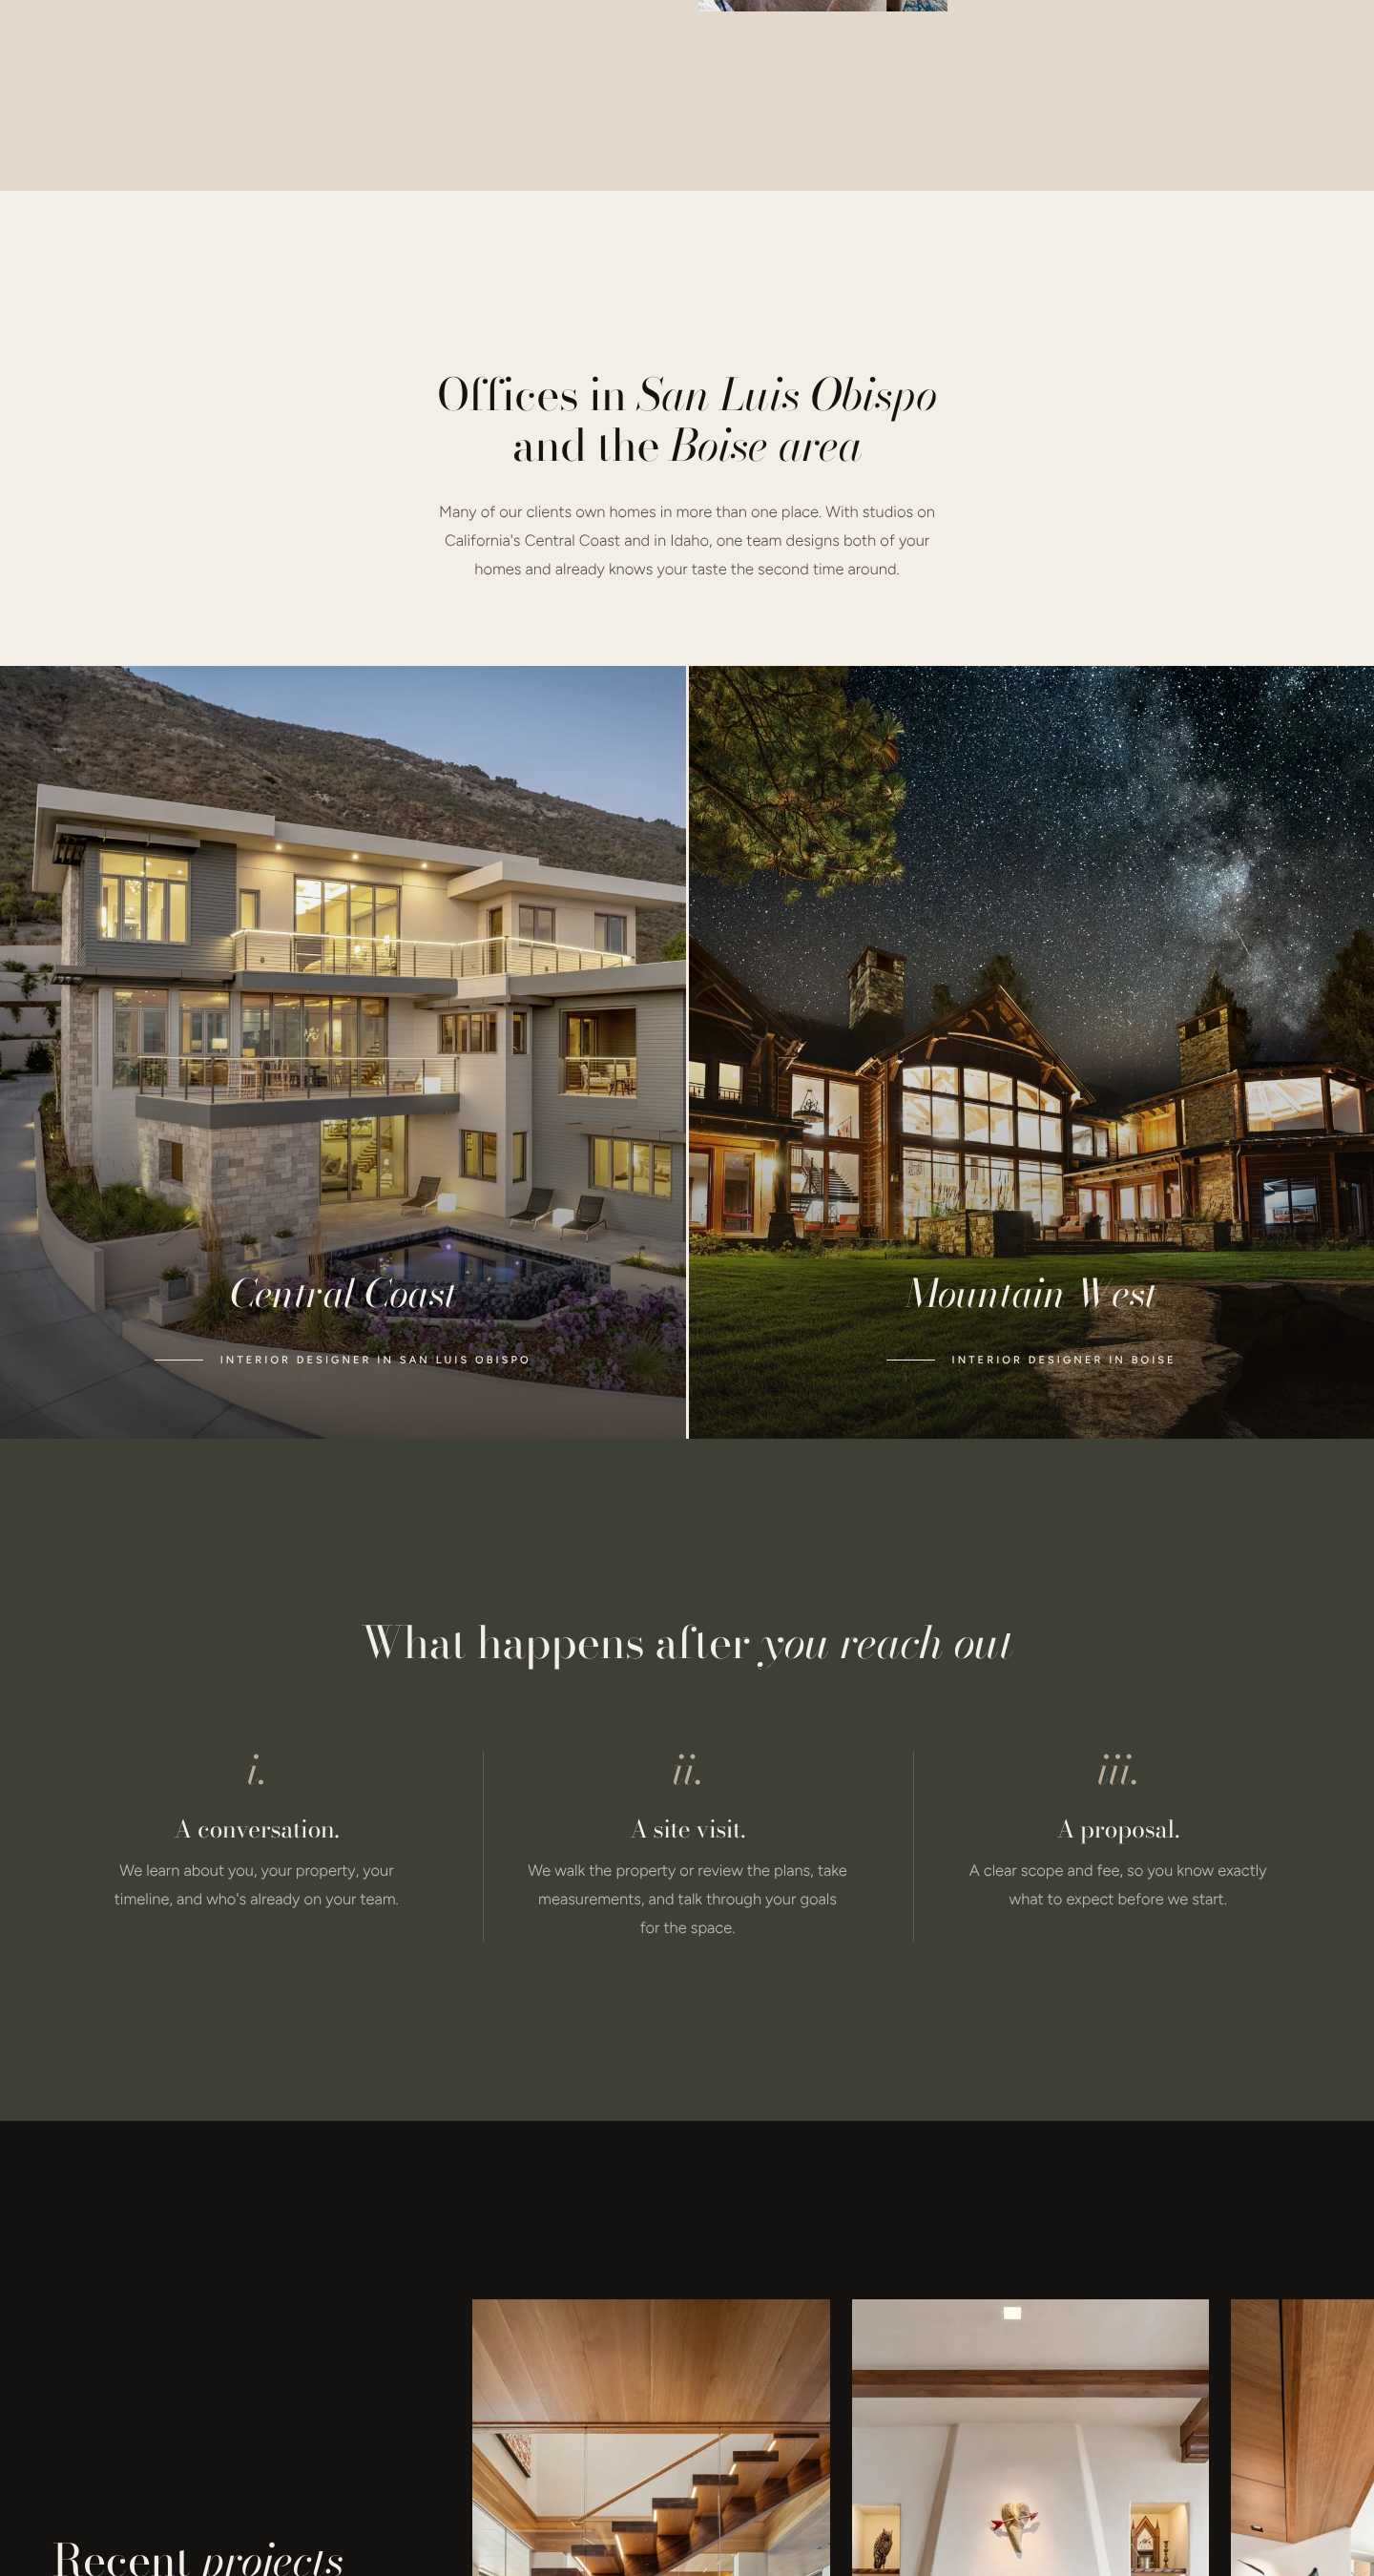 Offices in San Luis Obispo
and the Boise area
Many of our clients own homes in more than one place. With studios on
California's Central Coast and in Idaho, one team designs both of your
homes and already knows your taste the second time around.
Central Coast
INTERIOR DESIGNER IN SAN LUIS OBISPO
Mountain West
INTERIOR DESIGNER IN BOISE
What happens after you reach out
i.
A conversation.
We learn about you, your property, your
timeline, and who's already on your team.
ii.
A site visit.
We walk the property or review the plans, take
measurements, and talk through your goals
for the space.
iii.
A proposal.
A clear scope and fee, so you know exactly
what to expect before we start.
Recent projects